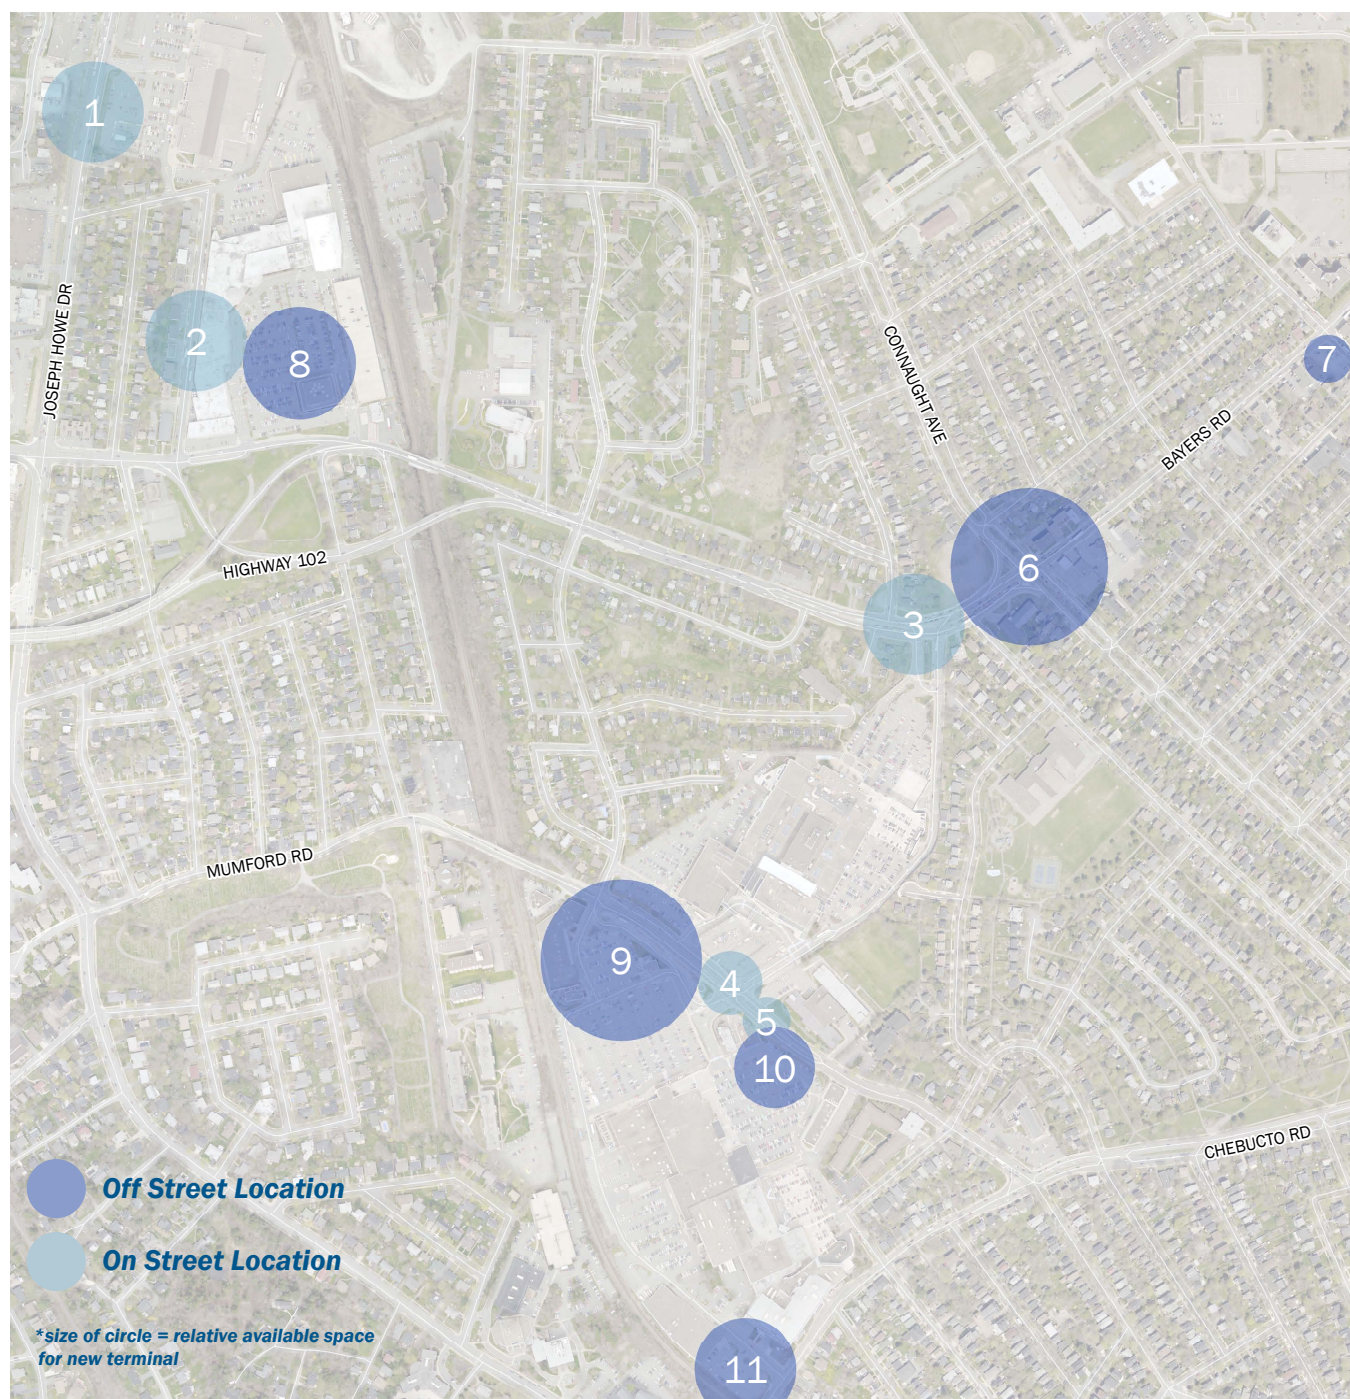 1
JOSEPH HOWE DR
2
8
CONNAUGHT AVE
7
BAYERS RD
HIGHWAY 102
6
3
MUMFORD RD
9
4
5
10
CHEBUCTO RD
Off Street Location
On Street Location
*size of circle = relative available space
for new terminal
11